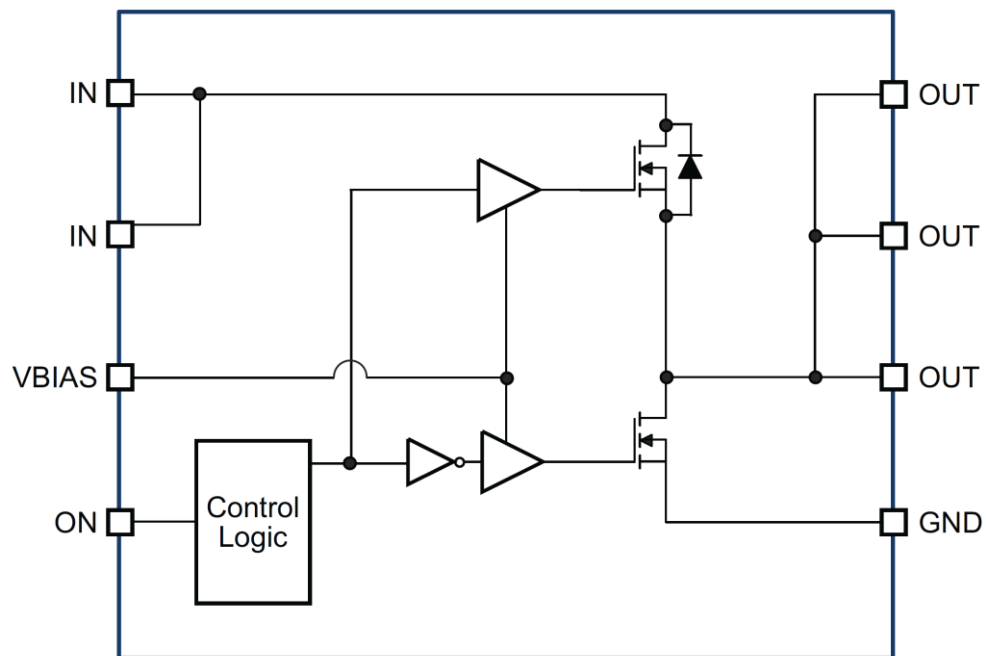 IN
OUT
IN
OUT
VBIAS
OUT
Control
Logic
ON
GND